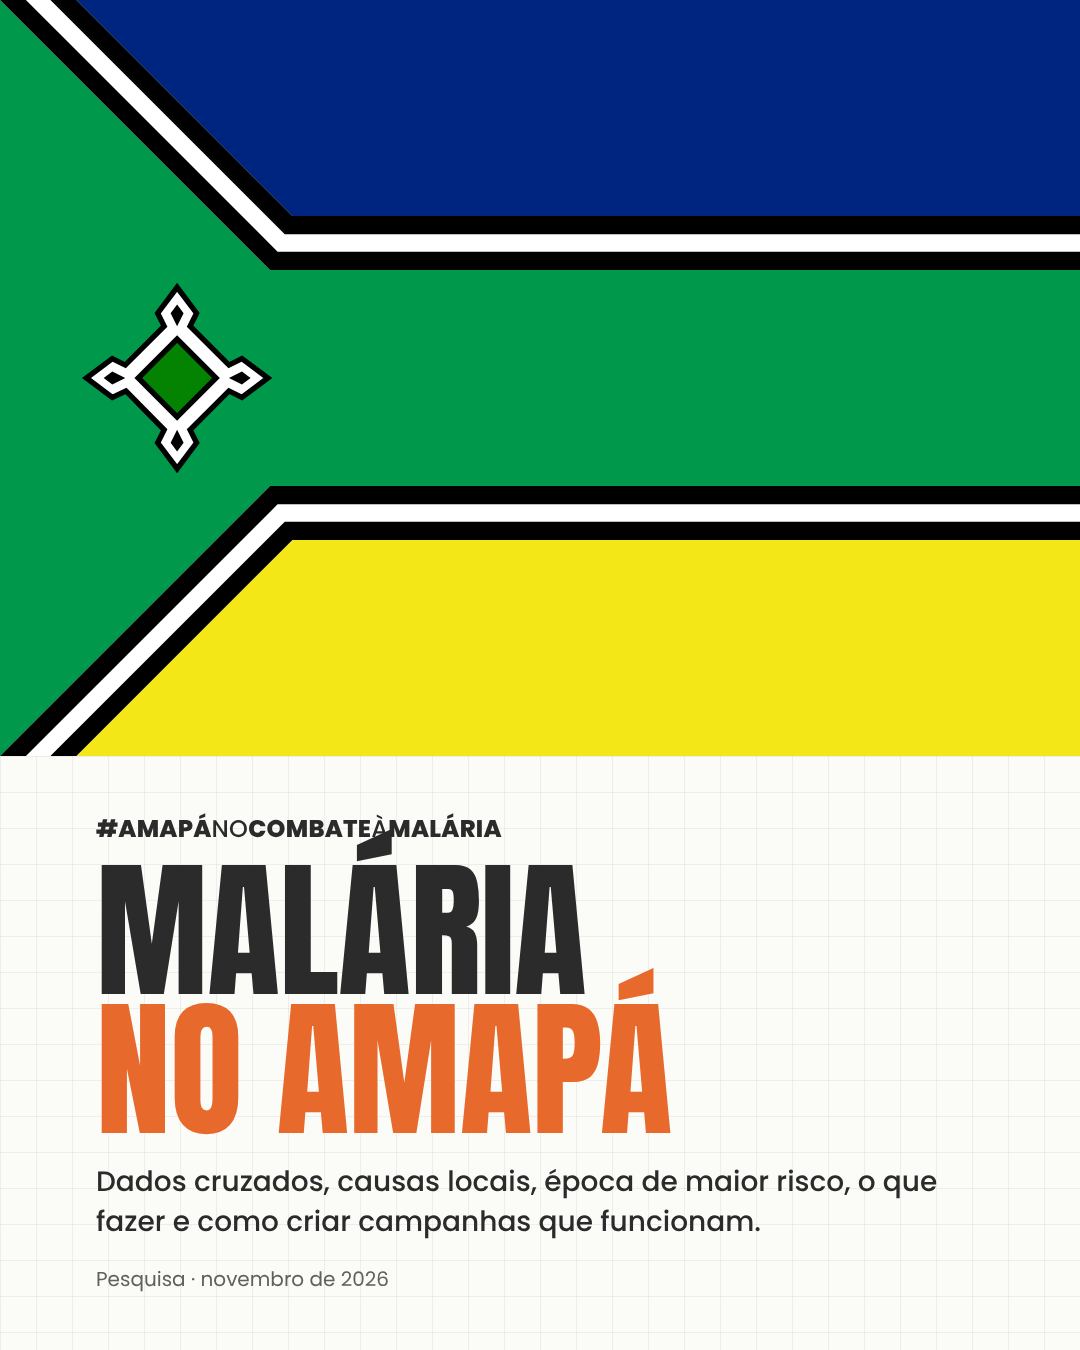 #AMAPÁNOCOMBATEÀMALÁRIA
MALÁRIA
NO AMAPÁ
Dados cruzados, causas locais, época de maior risco, o que
fazer e como criar campanhas que funcionam.
Pesquisa · novembro de 2026